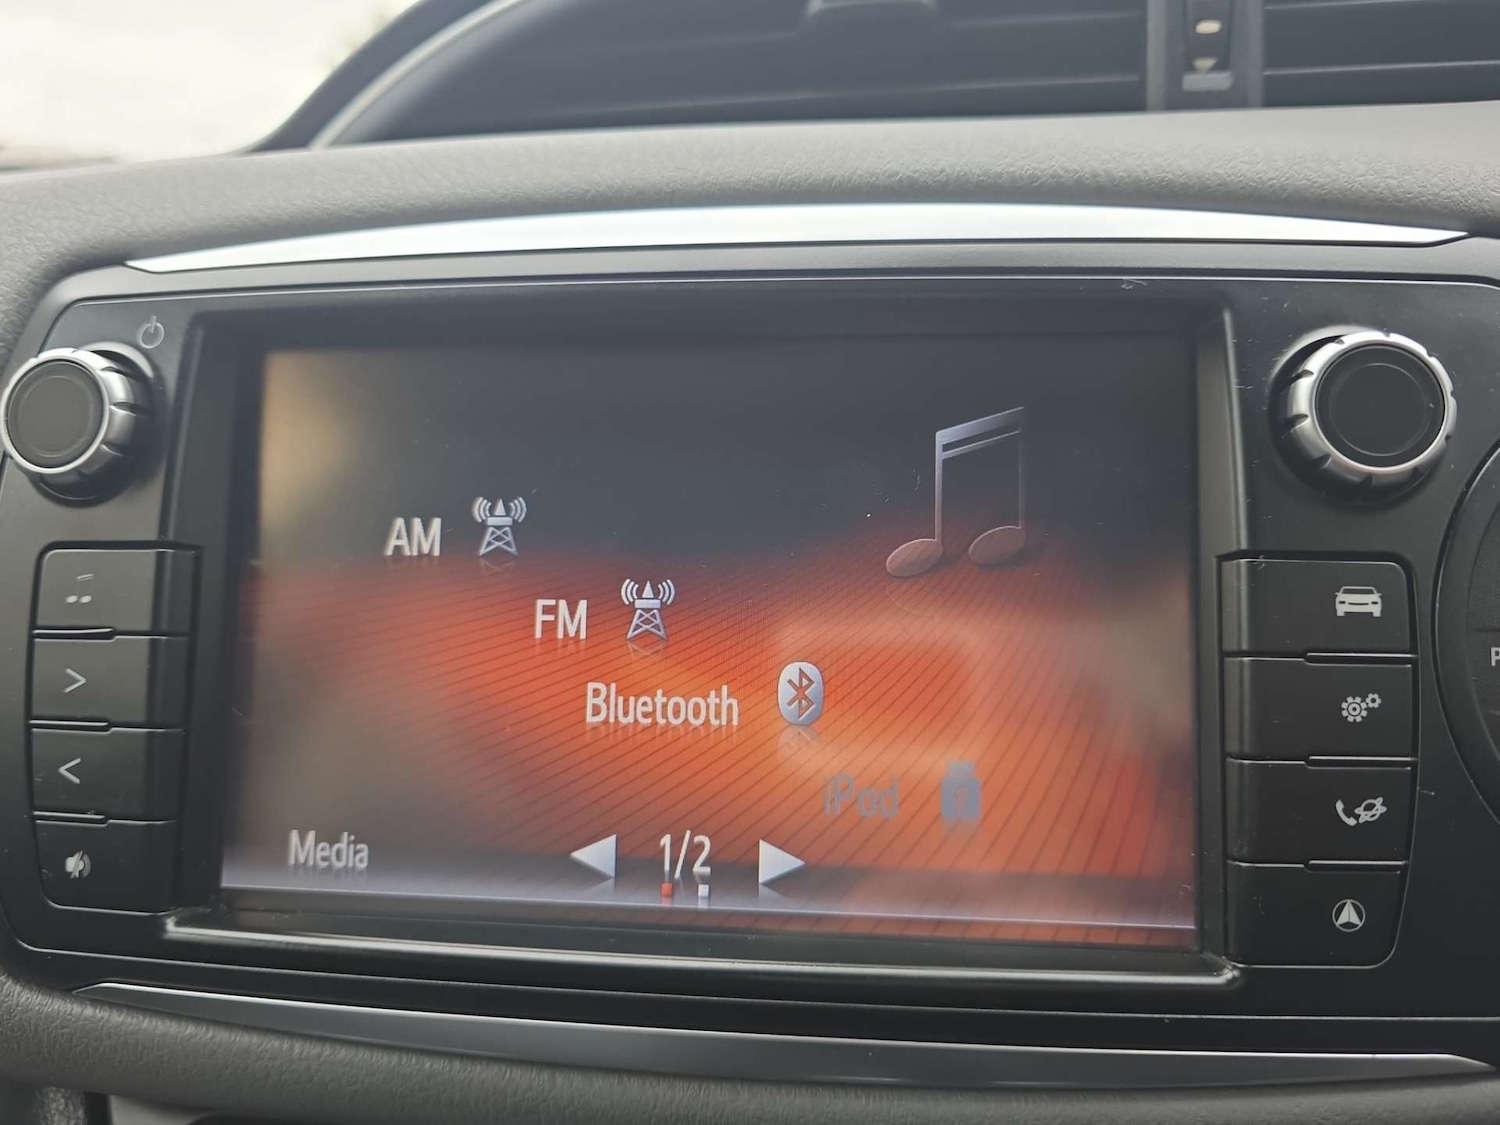 AM
FM
Bluetooth
iPod
Media
1/2
P